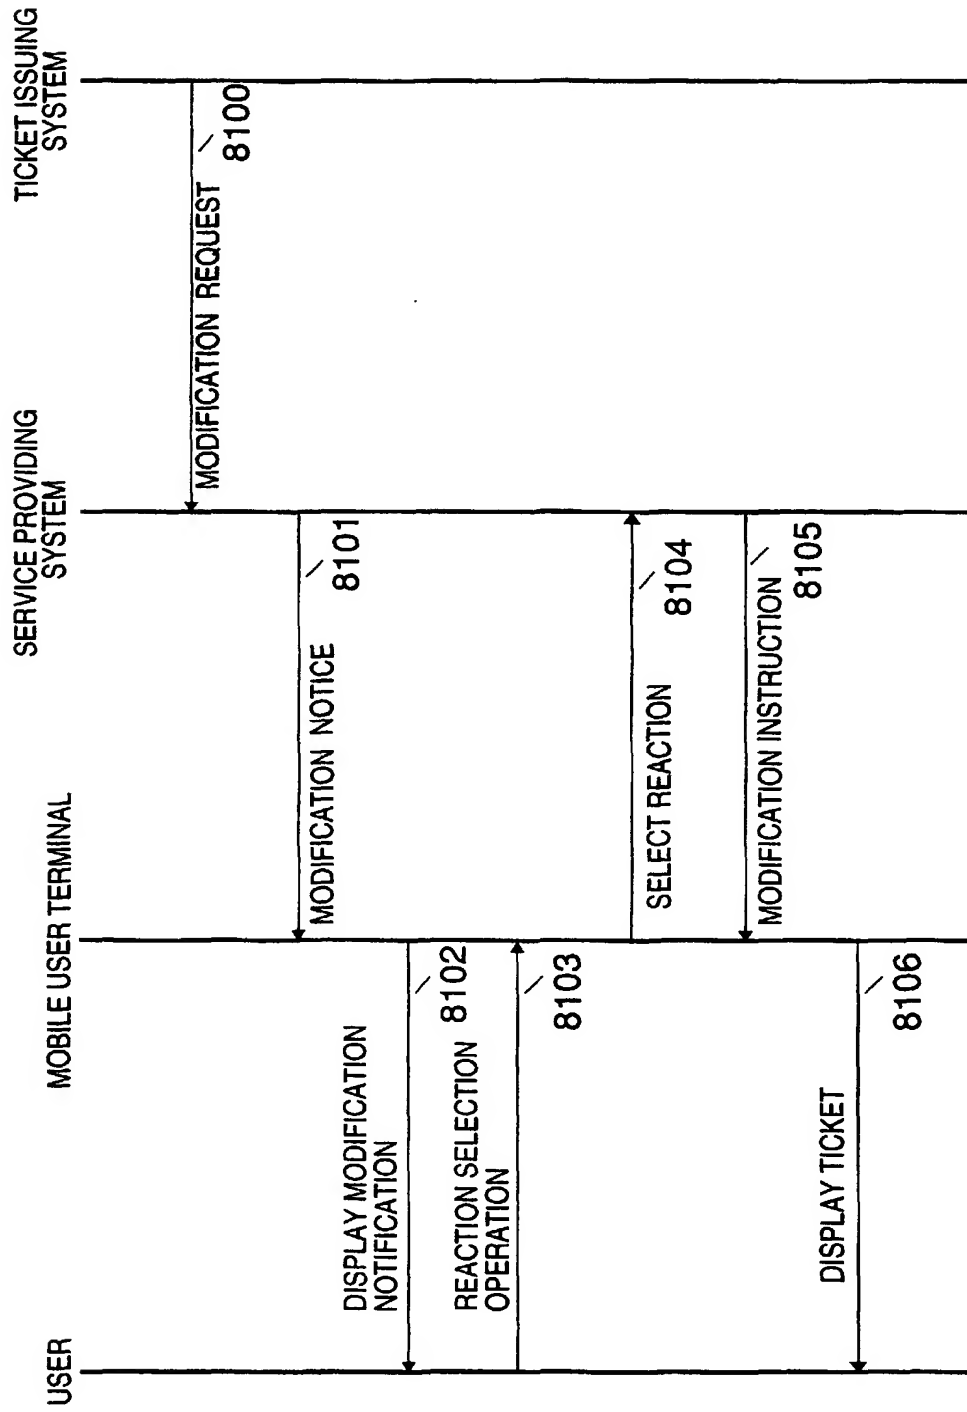 USER
MOBILE USER TERMINAL
SERVICE PROVIDING
SYSTEM
TICKET ISSUING
SYSTEM
MODIFICATION REQUEST
8100
MODIFICATION NOTICE
8101
DISPLAY MODIFICATION
NOTIFICATION
8102
REACTION SELECTION
OPERATION
8103
SELECT REACTION
8104
MODIFICATION INSTRUCTION
8105
DISPLAY TICKET
8106